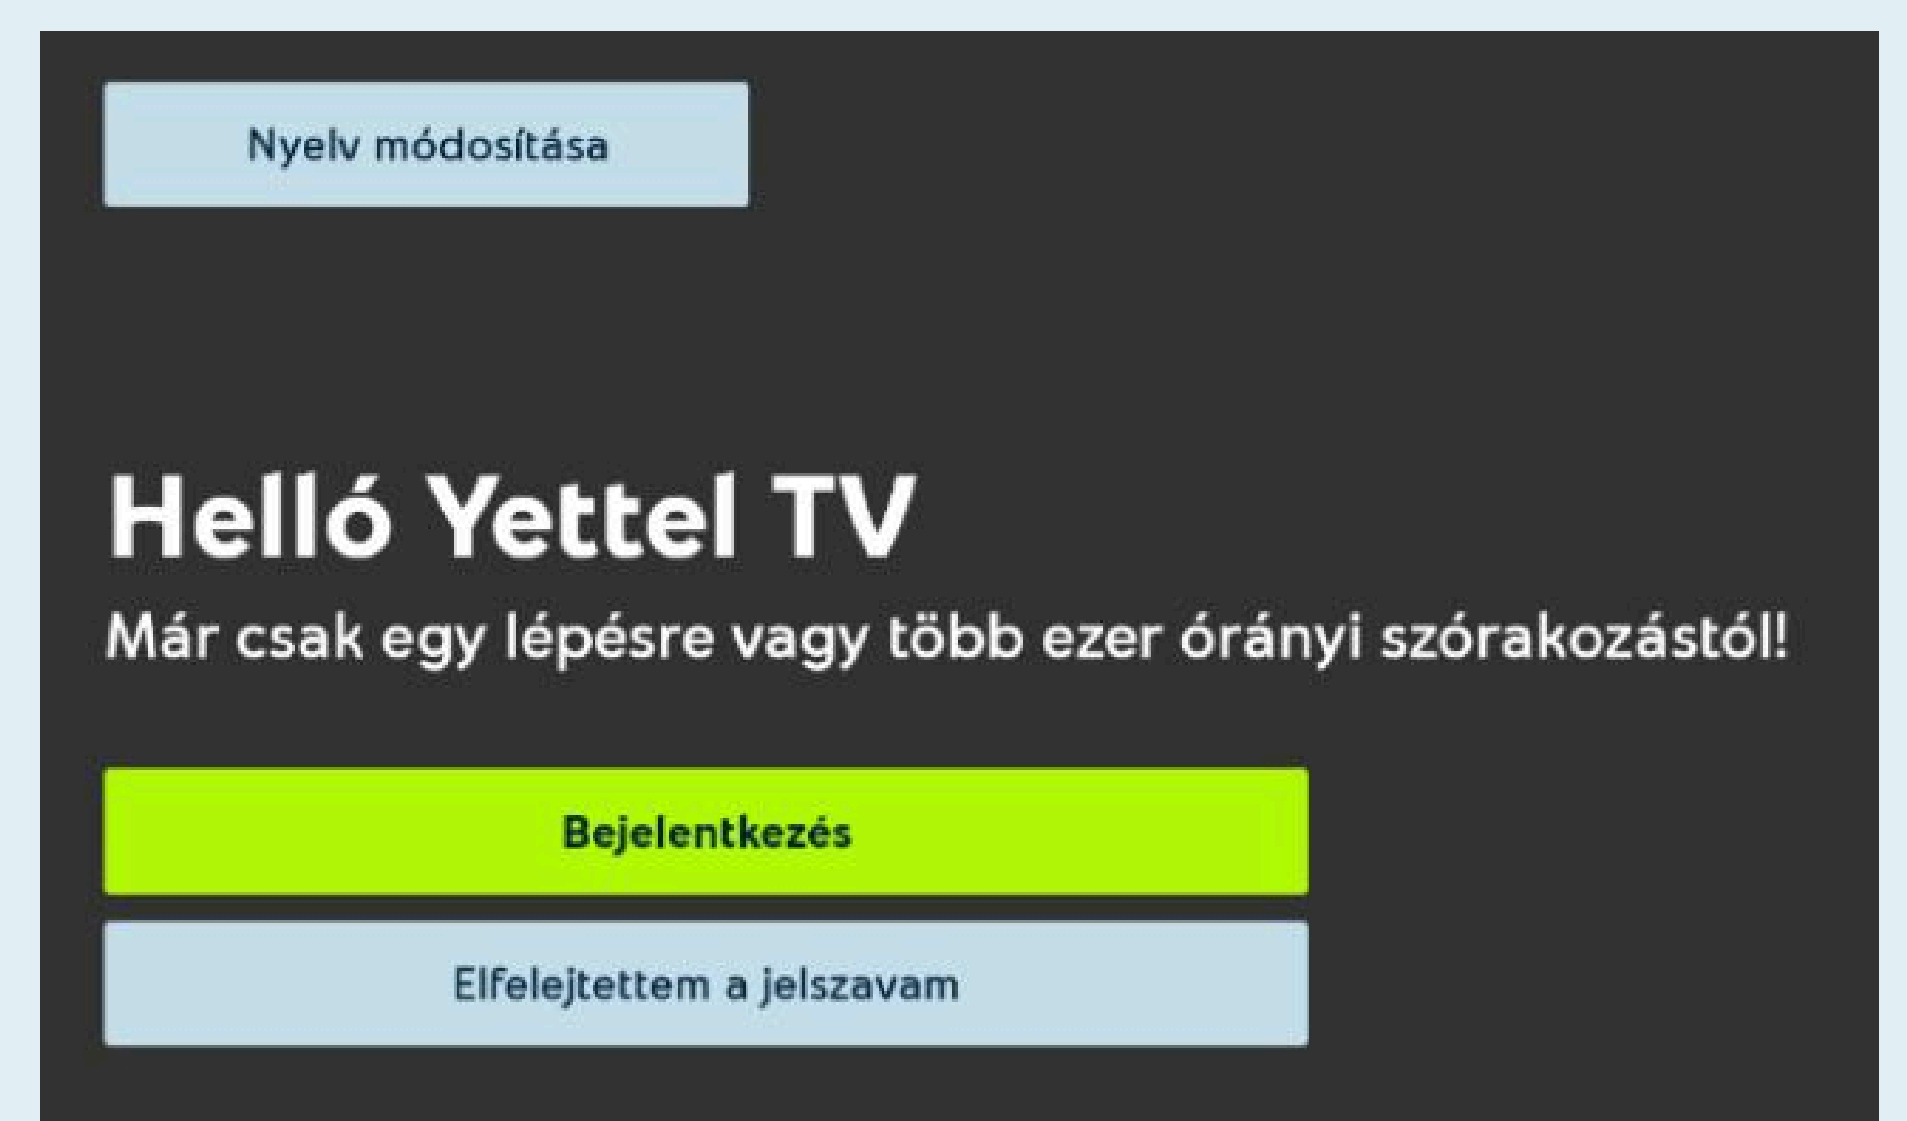 Nyelv módosítása
Helló Yettel TV
Már csak egy lépésre vagy több ezer órányi szórakozástól!
Bejelentkezés
Elfelejtettem a jelszavam